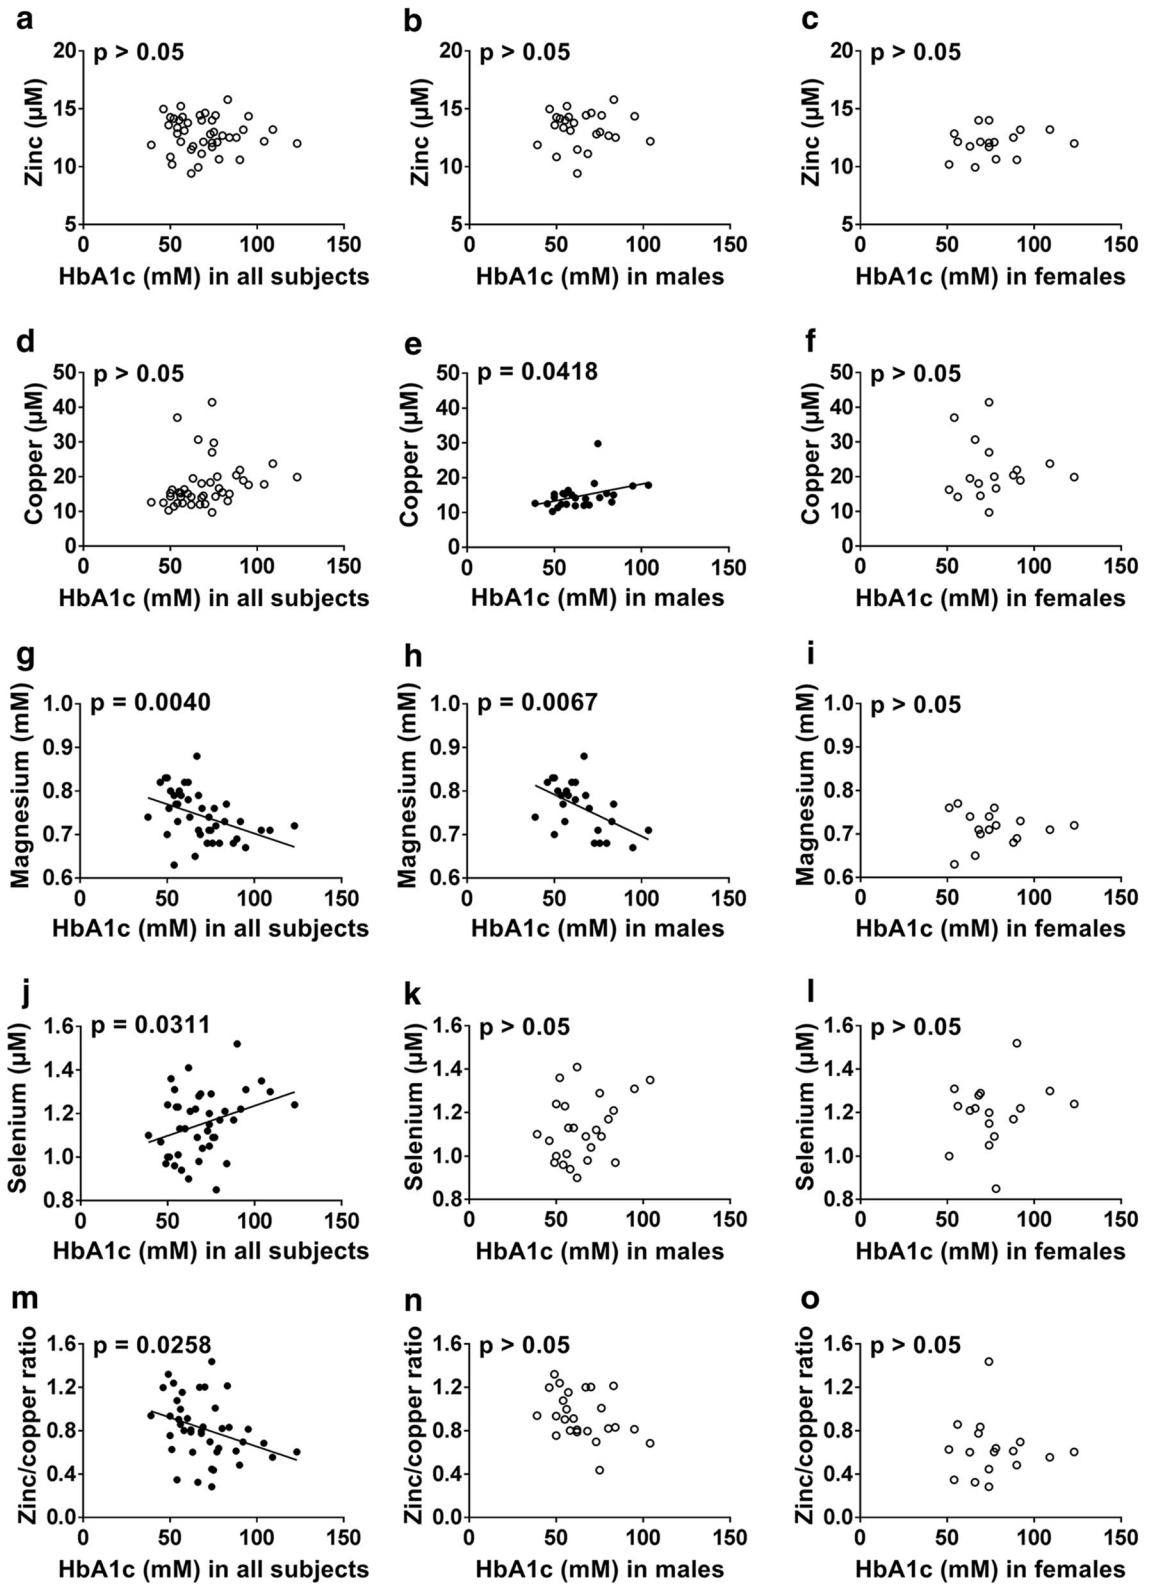 a
p > 0.05
Zinc (µM)
20
15
10
5
0
50
100
150
HbA1c (mM) in all subjects
b
p > 0.05
Zinc (µM)
20
15
10
5
0
50
100
150
HbA1c (mM) in males
c
p > 0.05
Zinc (µM)
20
15
10
5
0
50
100
150
HbA1c (mM) in females
d
p > 0.05
Copper (µM)
50
40
30
20
10
0
0
50
100
150
HbA1c (mM) in all subjects
e
p = 0.0418
Copper (µM)
50
40
30
20
10
0
0
50
100
150
HbA1c (mM) in males
f
p > 0.05
Copper (µM)
50
40
30
20
10
0
0
50
100
150
HbA1c (mM) in females
g
p = 0.0040
Magnesium (mM)
1.0
0.9
0.8
0.7
0.6
0
50
100
150
HbA1c (mM) in all subjects
h
p = 0.0067
Magnesium (mM)
1.0
0.9
0.8
0.7
0.6
0
50
100
150
HbA1c (mM) in males
i
p > 0.05
Magnesium (mM)
1.0
0.9
0.8
0.7
0.6
0
50
100
150
HbA1c (mM) in females
j
p = 0.0311
Selenium (µM)
1.6
1.4
1.2
1.0
0.8
0
50
100
150
HbA1c (mM) in all subjects
k
p > 0.05
Selenium (µM)
1.6
1.4
1.2
1.0
0.8
0
50
100
150
HbA1c (mM) in males
l
p > 0.05
Selenium (µM)
1.6
1.4
1.2
1.0
0.8
0
50
100
150
HbA1c (mM) in females
m
p = 0.0258
Zinc/copper ratio
1.6
1.2
0.8
0.4
0.0
0
50
100
150
HbA1c (mM) in all subjects
n
p > 0.05
Zinc/copper ratio
1.6
1.2
0.8
0.4
0.0
0
50
100
150
HbA1c (mM) in males
o
p > 0.05
Zinc/copper ratio
1.6
1.2
0.8
0.4
0.0
0
50
100
150
HbA1c (mM) in females